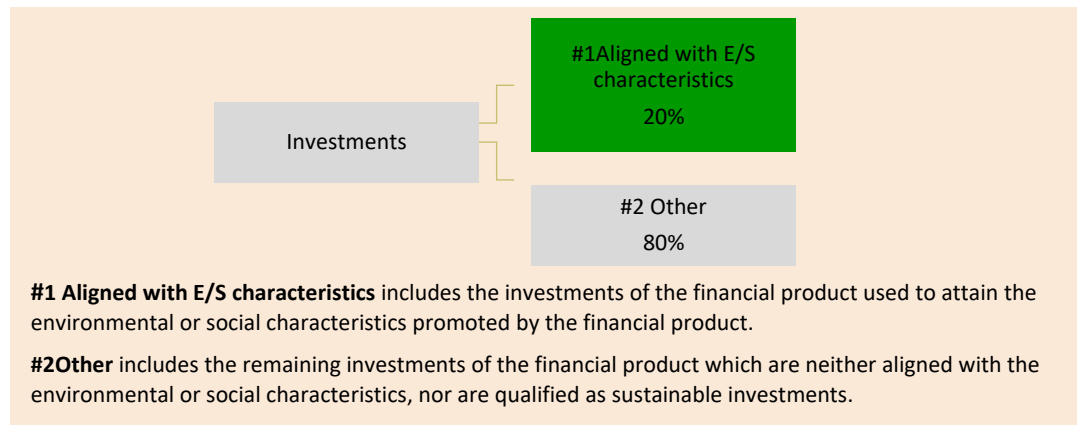 #1Aligned with E/S
characteristics
20%
Investments
#2 Other
80%
#1 Aligned with E/S characteristics includes the investments of the financial product used to attain the
environmental or social characteristics promoted by the financial product.
#2Other includes the remaining investments of the financial product which are neither aligned with the
environmental or social characteristics, nor are qualified as sustainable investments.